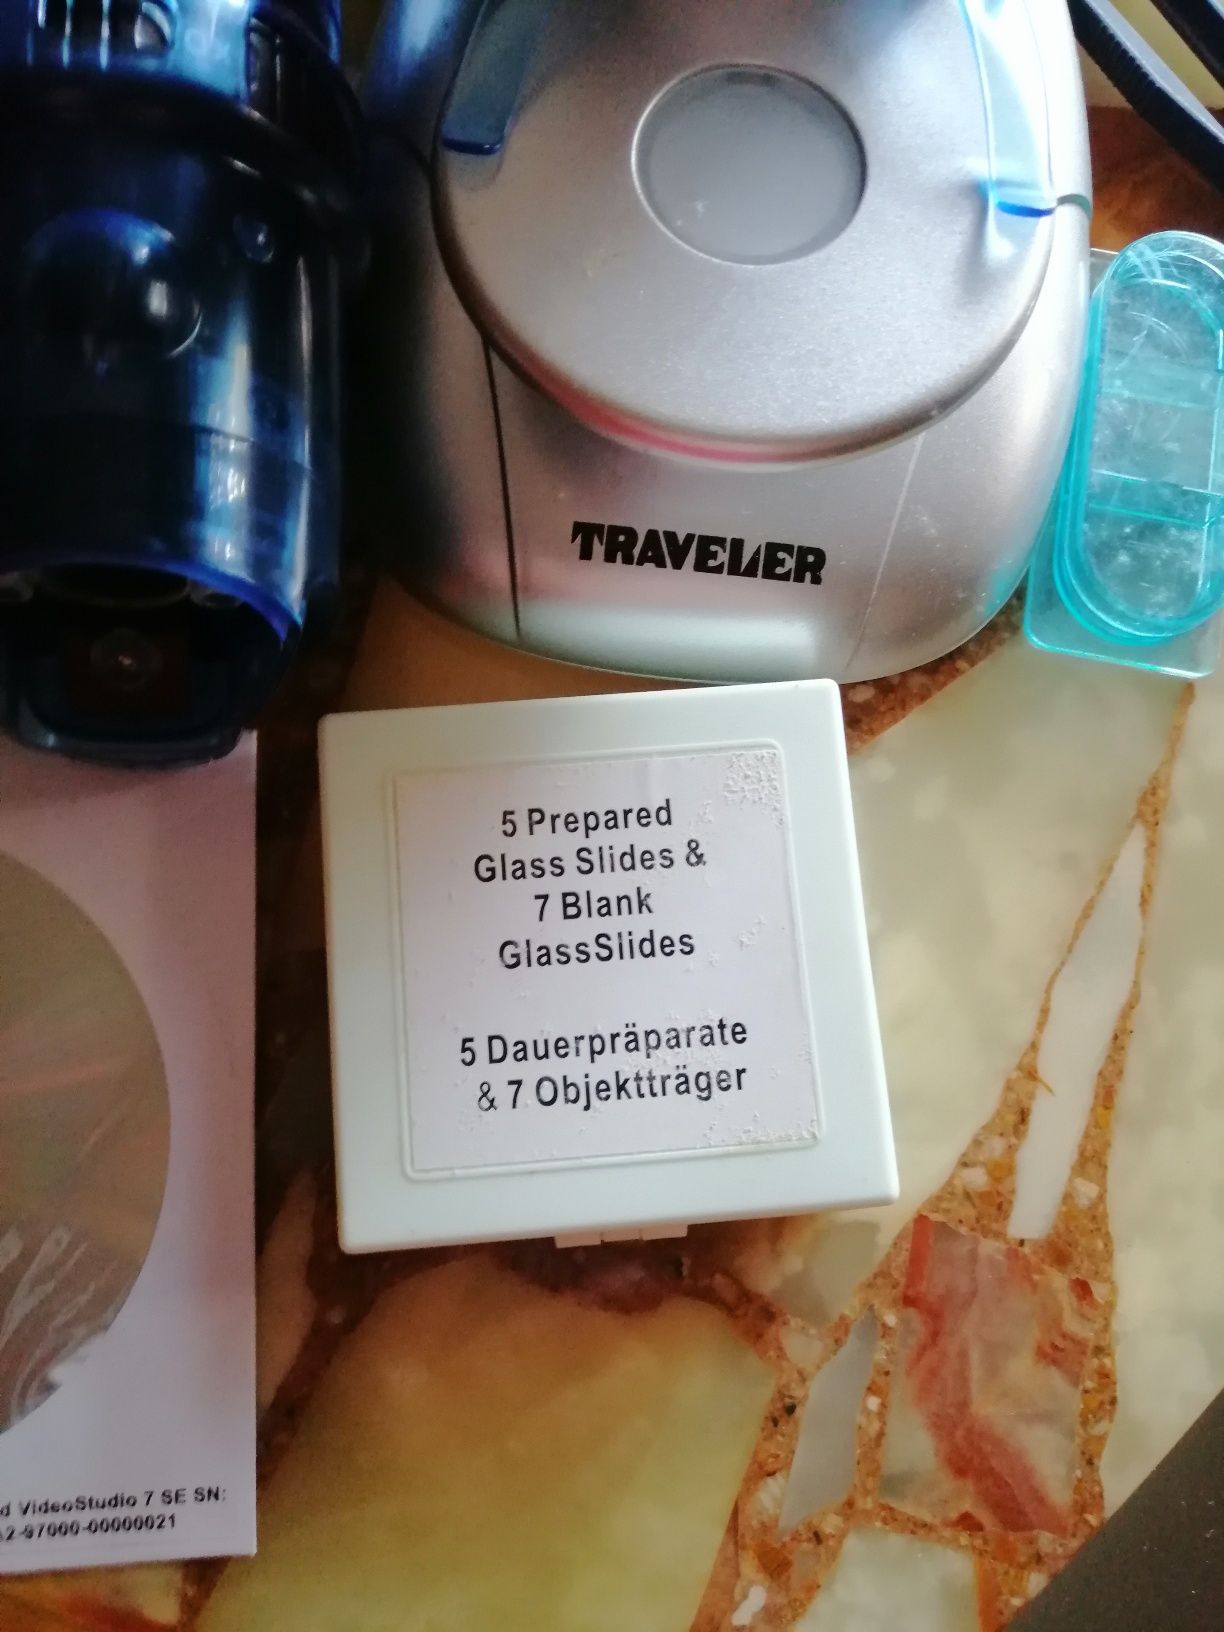 TRAVELER
5 Prepared
Glass Slides &
7 Blank
GlassSlides
5 Dauerpräparate
& 7 Objektträger
d VideoStudio 7 SE SN:
2-97000-00000021